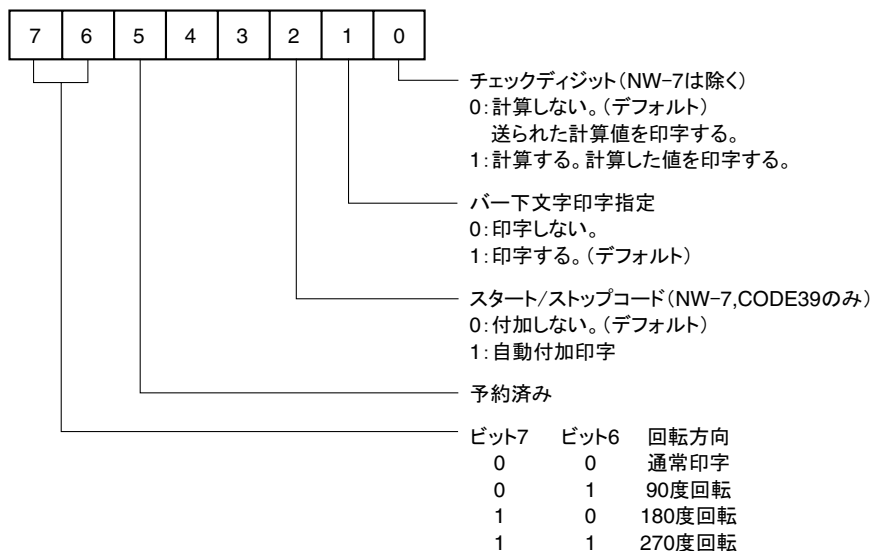 7 6 5 4 3 2 1 0
チェックディジット（NW-7は除く）
0：計算しない。（デフォルト）
送られた計算値を印字する。
1：計算する。計算した値を印字する。
バー下文字印字指定
0：印字しない。
1：印字する。（デフォルト）
スタート/ストップコード（NW-7,CODE39のみ）
0：付加しない。（デフォルト）
1：自動付加印字
予約済み
ビット7 ビット6 回転方向
0 0 通常印字
0 1 90度回転
1 0 180度回転
1 1 270度回転